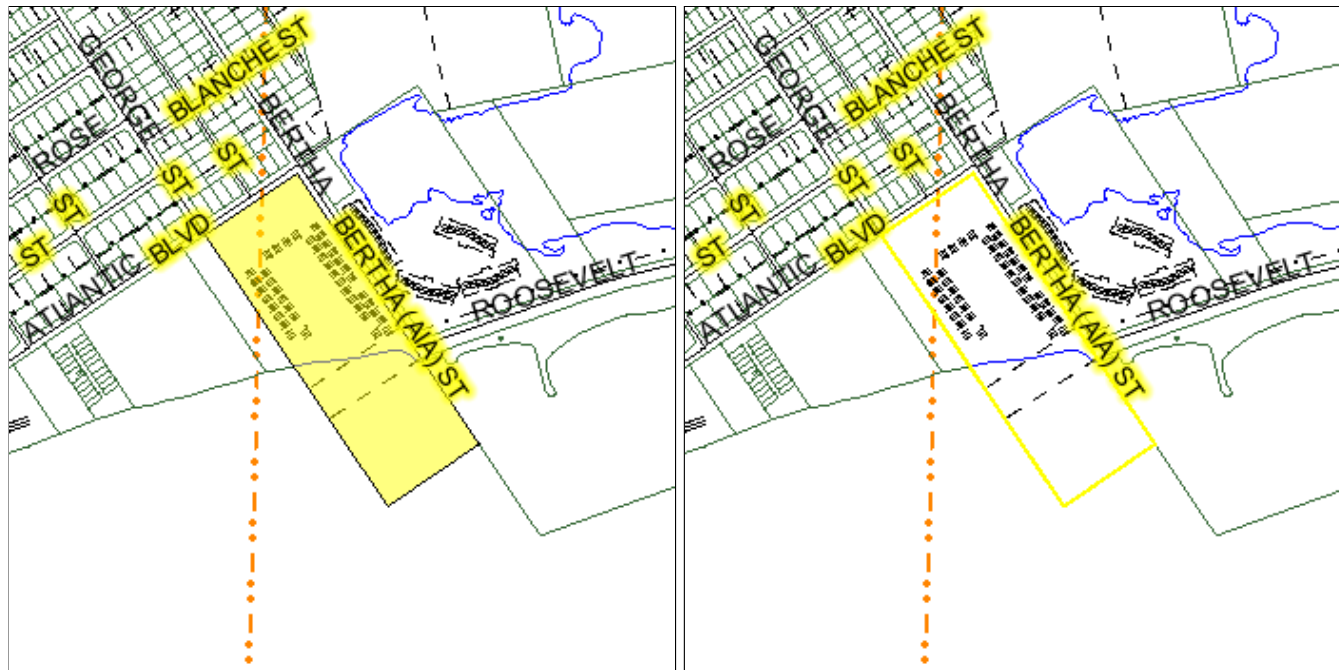 GEORGE
BLANCHE ST
BERTHA
ROSE
ST
ST
ST
ST
ATLANTIC BLVD
BERTHA (A1A) ST
ROOSEVELT
GEORGE
BLANCHE ST
BERTHA
ROSE
ST
ST
ST
ST
ATLANTIC BLVD
BERTHA (A1A) ST
ROOSEVELT